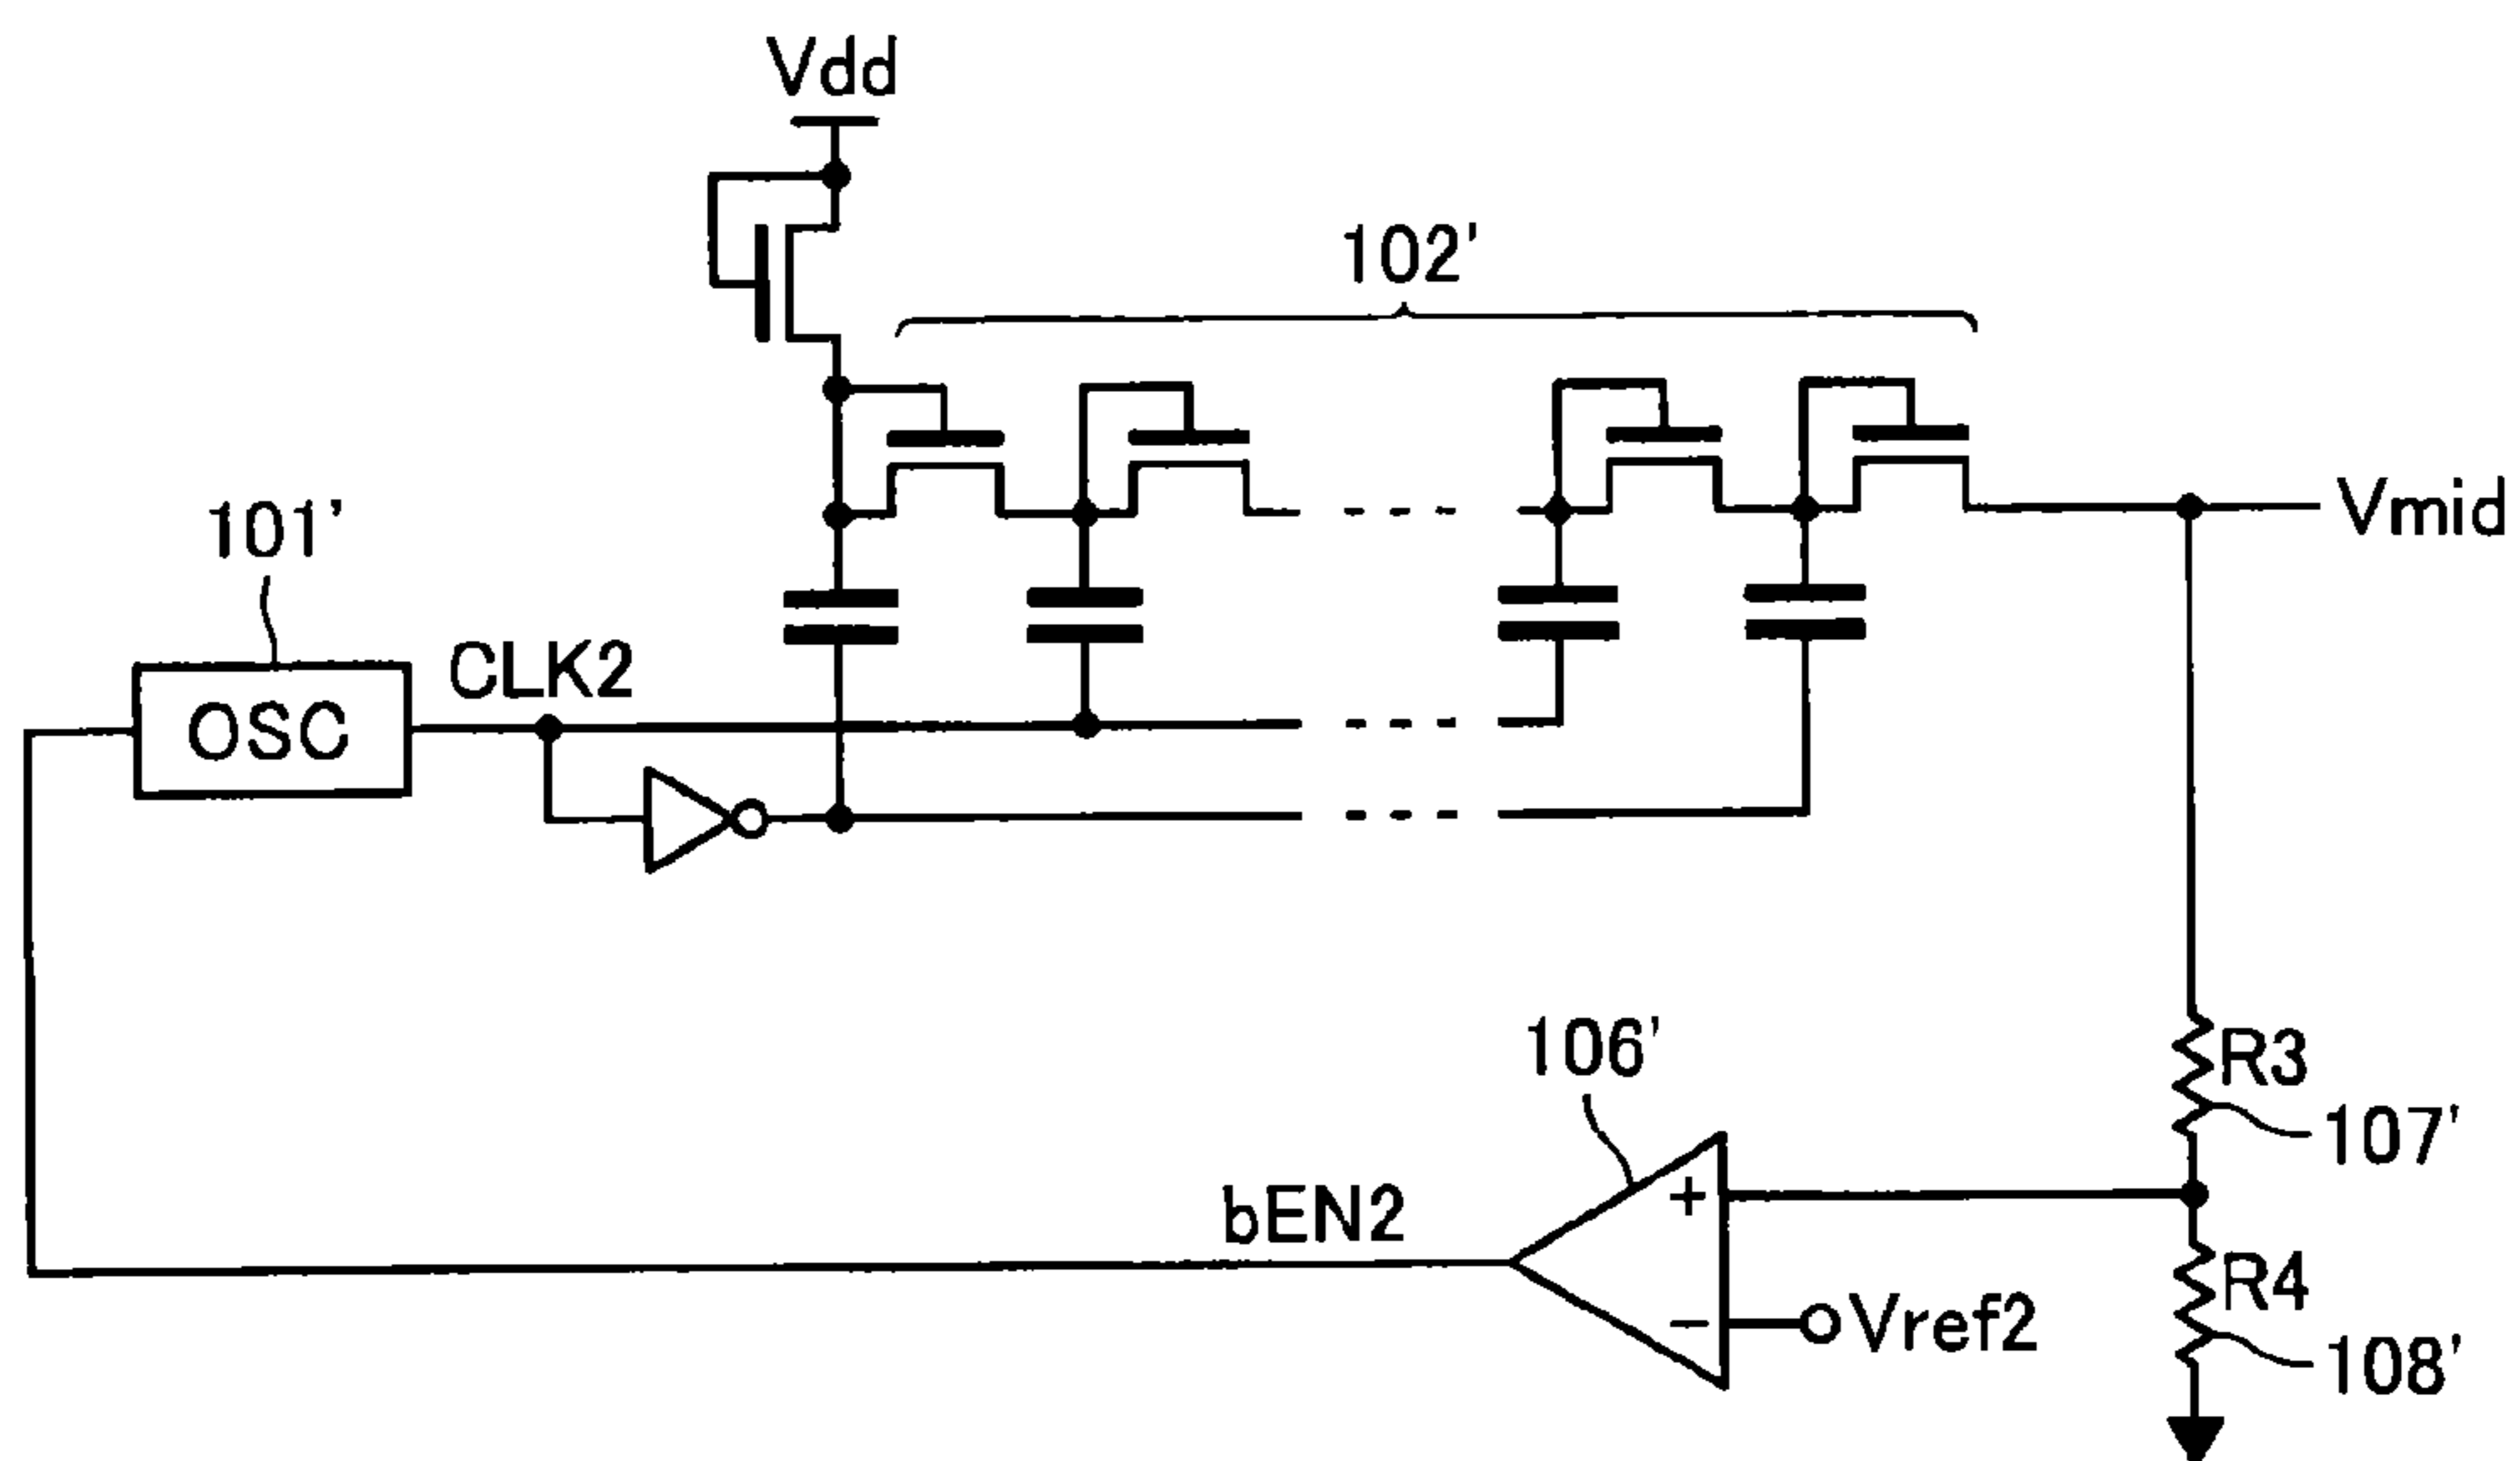 Vdd
102'
101'
Vmid
CLK2
OSC
106'
R3
107'
bEN2
+
R4
−
Vref2
108'